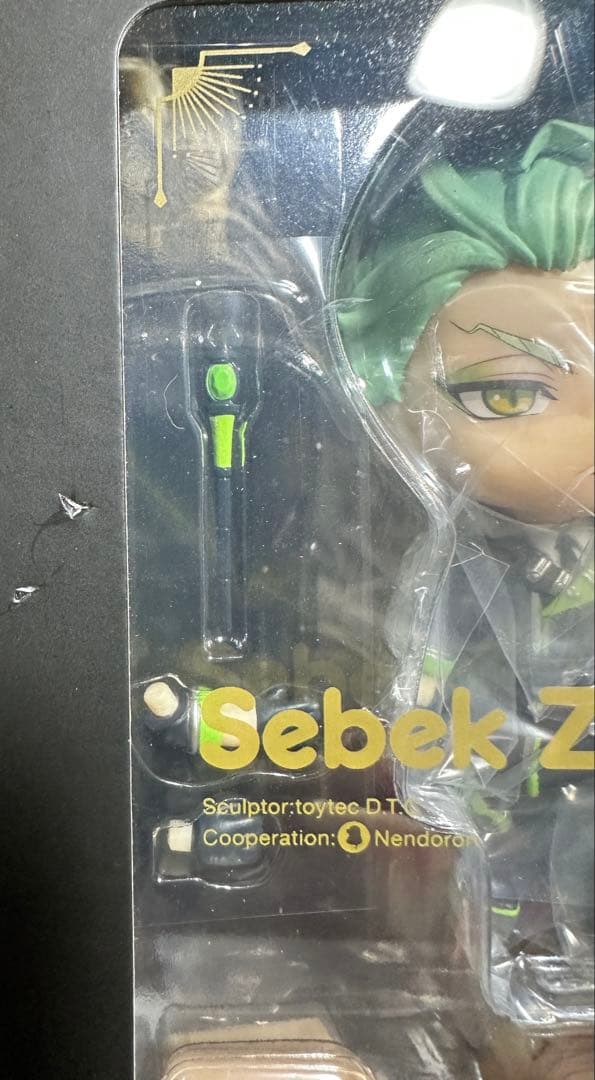 Sebek Z
Sculptor:toytec D.T.C
Cooperation: Nendoron